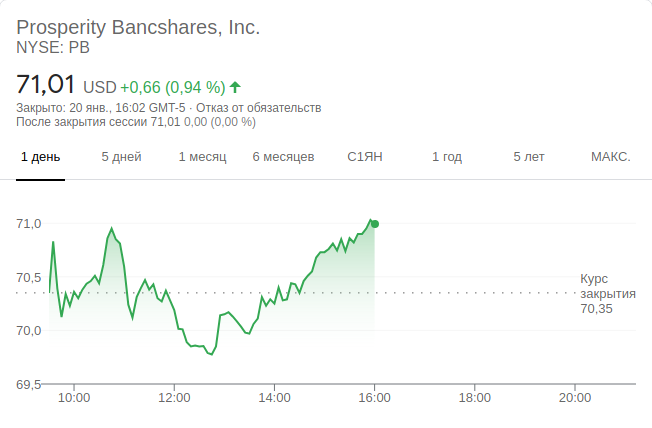 Prosperity Bancshares, Inc.
NYSE: PB
71,01 USD +0,66 (0,94 %)
Закрыто: 20 янв., 16:02 GMT-5 · Отказ от обязательств
После закрытия сессии 71,01 0,00 (0,00 %)
1 день 5 дней 1 месяц 6 месяцев С1ЯН 1 год 5 лет МАКС.
71,0
70,5
Курс
закрытия
70,35
70,0
69,5
10:00 12:00 14:00 16:00 18:00 20:00